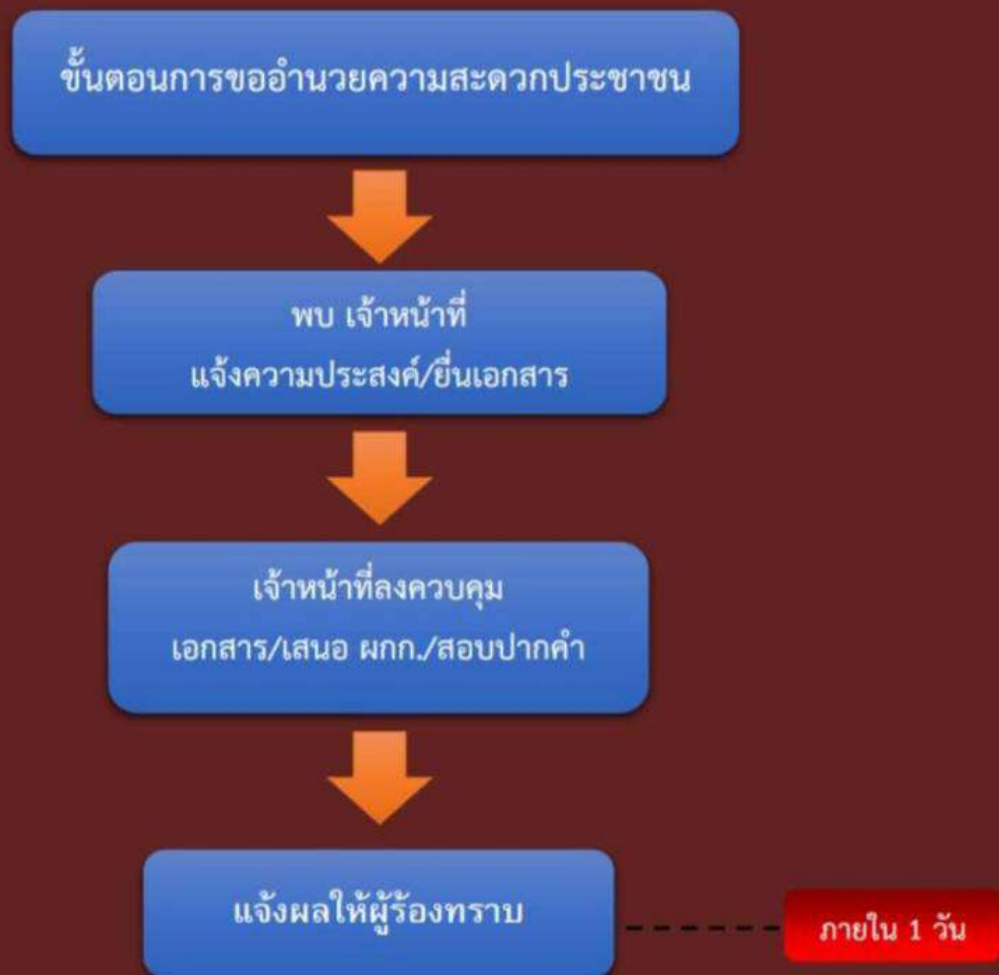 ขั้นตอนการขออำนวยความสะดวกประชาชน
พบ เจ้าหน้าที่
แจ้งความประสงค์/ยื่นเอกสาร
เจ้าหน้าที่ลงควบคุม
เอกสาร/เสนอ ผกก./สอบปากคำ
แจ้งผลให้ผู้ร้องทราบ
ภายใน 1 วัน